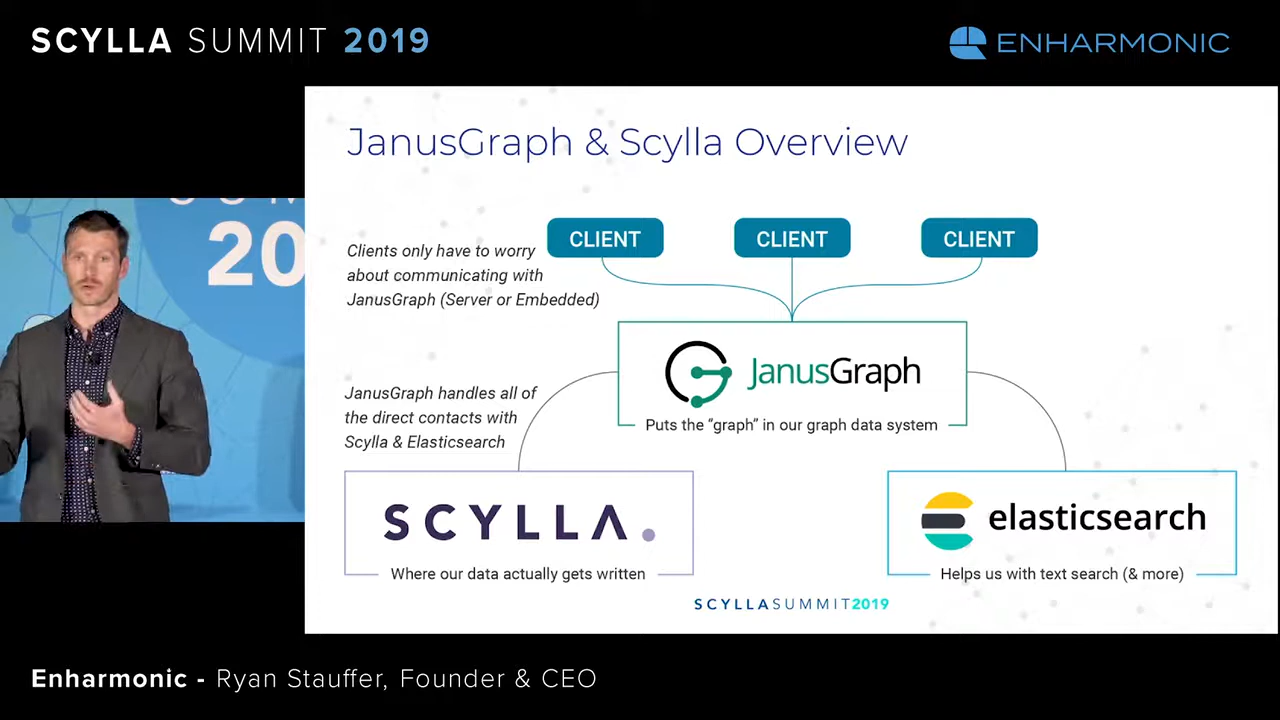 SCYLLA SUMMIT 2019
ENHARMONIC
JanusGraph & Scylla Overview
CLIENT
CLIENT
CLIENT
Clients only have to worry
about communicating with
JanusGraph (Server or Embedded)
JanusGraph
Puts the “graph” in our graph data system
JanusGraph handles all of
the direct contacts with
Scylla & Elasticsearch
SCYLLA.
Where our data actually gets written
elasticsearch
Helps us with text search (& more)
SCYLLASUMMIT2019
20
Enharmonic - Ryan Stauffer, Founder & CEO